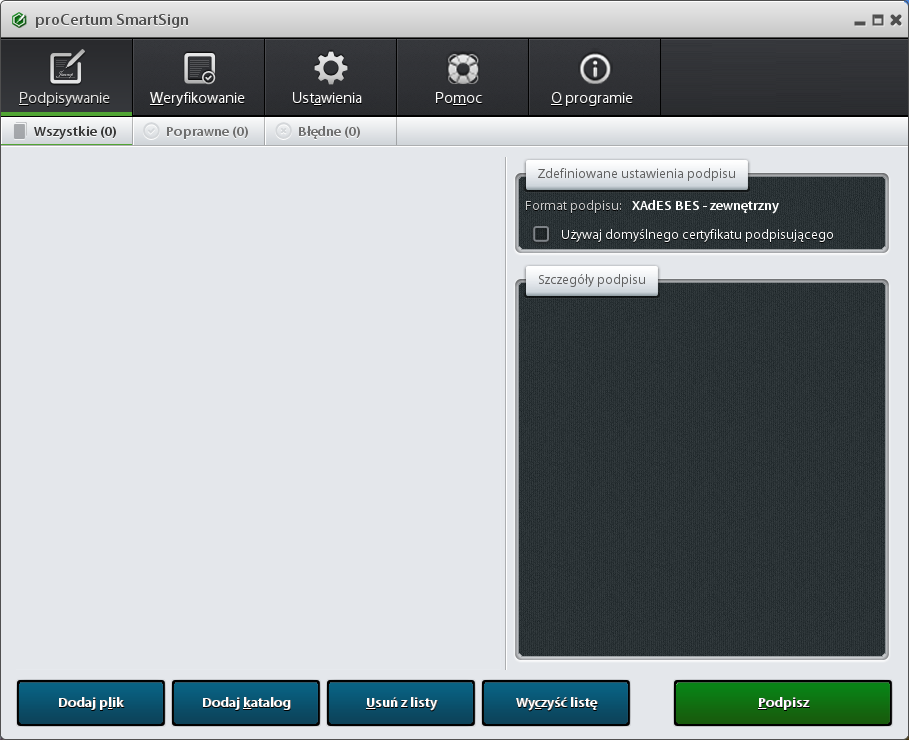 proCertum SmartSign
Podpisywanie Weryfikowanie Ustawienia Pomoc O programie
Wszystkie (0) Poprawne (0) Błędne (0)
Zdefiniowane ustawienia podpisu
Format podpisu: XAdES BES - zewnętrzny
Używaj domyślnego certyfikatu podpisującego
Szczegóły podpisu
Dodaj plik Dodaj katalog Usuń z listy Wyczyść listę Podpisz